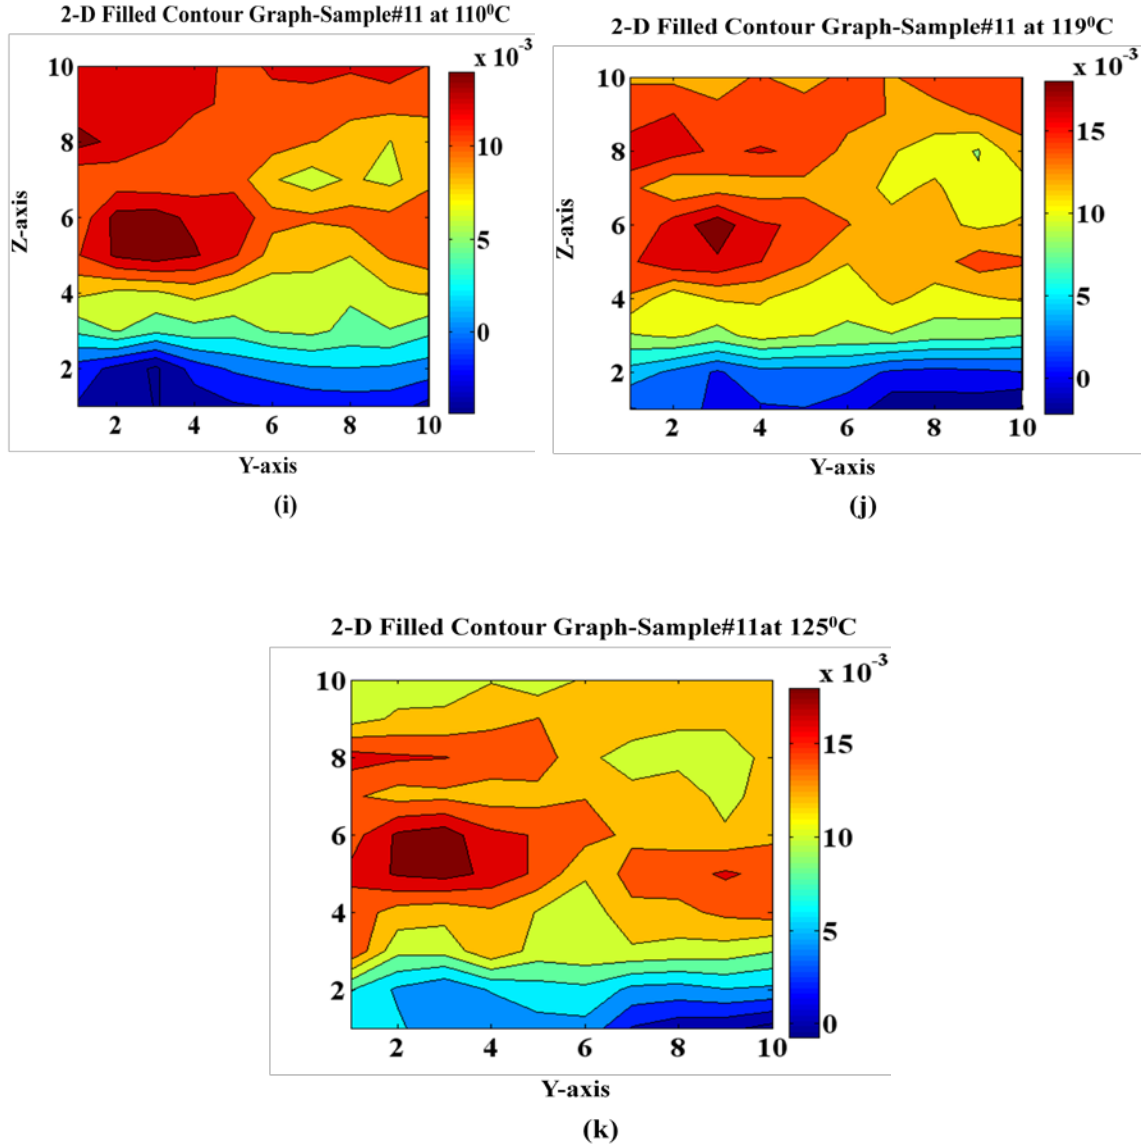 2-D Filled Contour Graph-Sample#11 at 110⁰C
x 10⁻³
10
8
6
4
2
Z-axis
2 4 6 8 10
Y-axis
10
5
0
(i)
2-D Filled Contour Graph-Sample#11 at 119⁰C
x 10⁻³
10
8
6
4
2
Z-axis
2 4 6 8 10
Y-axis
15
10
5
0
(j)
2-D Filled Contour Graph-Sample#11at 125⁰C
x 10⁻³
10
8
6
4
2
2 4 6 8 10
Y-axis
15
10
5
0
(k)